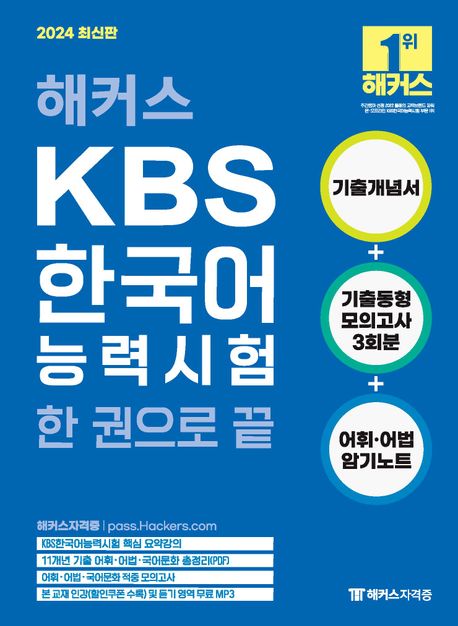 2024 최신판
1위
해커스
해커스
KBS
한국어
능력시험
한 권으로 끝
기출개념서
+
기출동형
모의고사
3회분
+
어휘·어법
암기노트
해커스자격증 | pass.Hackers.com
KBS한국어능력시험 핵심 요약강의
11개년 기출 어휘·어법·국어문화 총정리(PDF)
어휘·어법·국어문화 적중 모의고사
본 교재 인강(할인쿠폰 수록) 및 듣기 영역 무료 MP3
해커스자격증